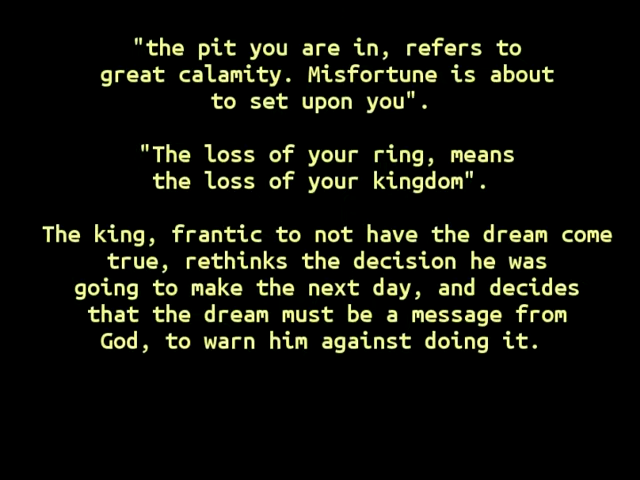 "the pit you are in, refers to
great calamity. Misfortune is about
to set upon you".
"The loss of your ring, means
the loss of your kingdom".
The king, frantic to not have the dream come
true, rethinks the decision he was
going to make the next day, and decides
that the dream must be a message from
God, to warn him against doing it.